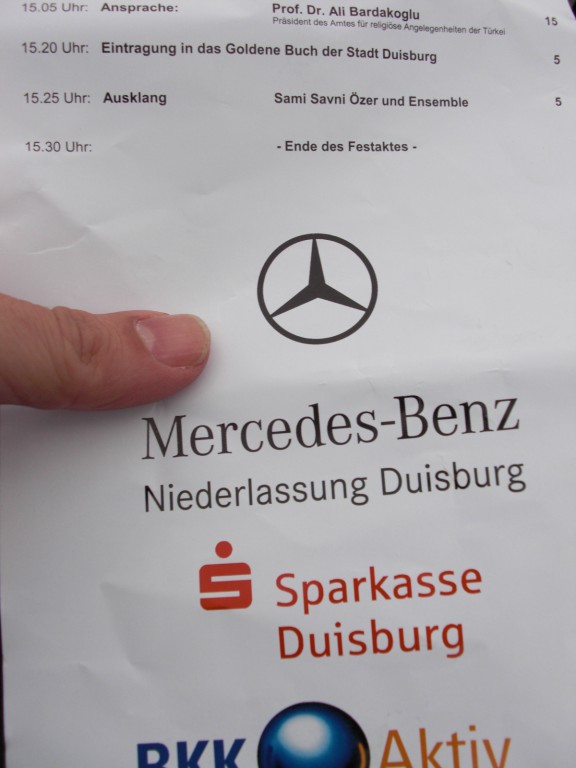 15.05 Uhr: Ansprache: Prof. Dr. Ali Bardakoglu 15
Präsident des Amtes für religiöse Angelegenheiten der Türkei
15.20 Uhr: Eintragung in das Goldene Buch der Stadt Duisburg 5
15.25 Uhr: Ausklang Sami Savni Özer und Ensemble 5
15.30 Uhr: - Ende des Festaktes -
Mercedes-Benz
Niederlassung Duisburg
Sparkasse
Duisburg
BKK Aktiv